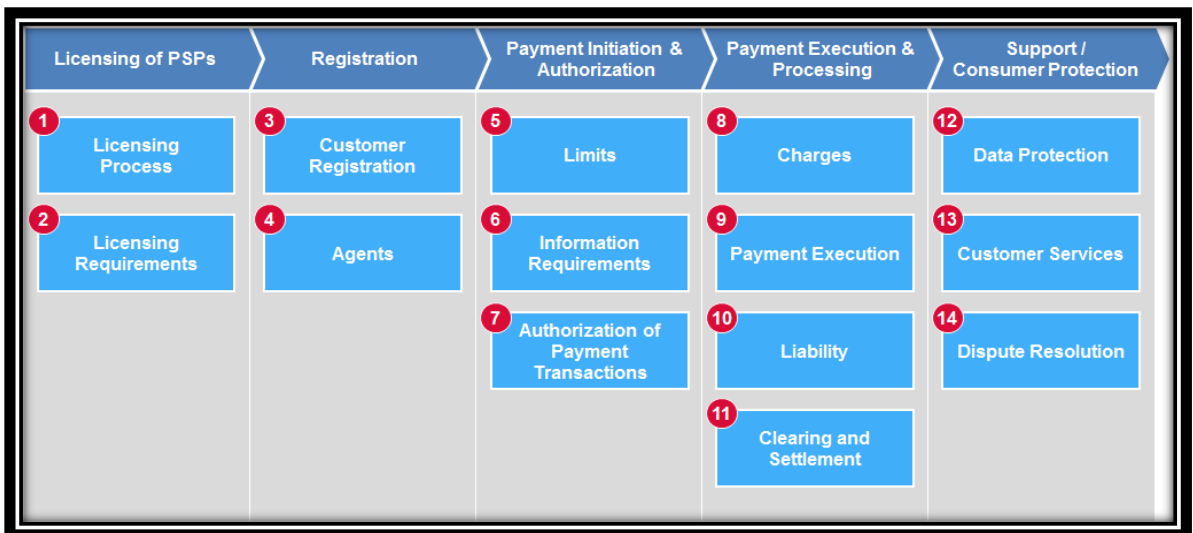 Licensing of PSPs
Registration
Payment Initiation &
Authorization
Payment Execution &
Processing
Support /
Consumer Protection
1
Licensing
Process
2
Licensing
Requirements
3
Customer
Registration
4
Agents
5
Limits
6
Information
Requirements
7
Authorization of
Payment
Transactions
8
Charges
9
Payment Execution
10
Liability
11
Clearing and
Settlement
12
Data Protection
13
Customer Services
14
Dispute Resolution